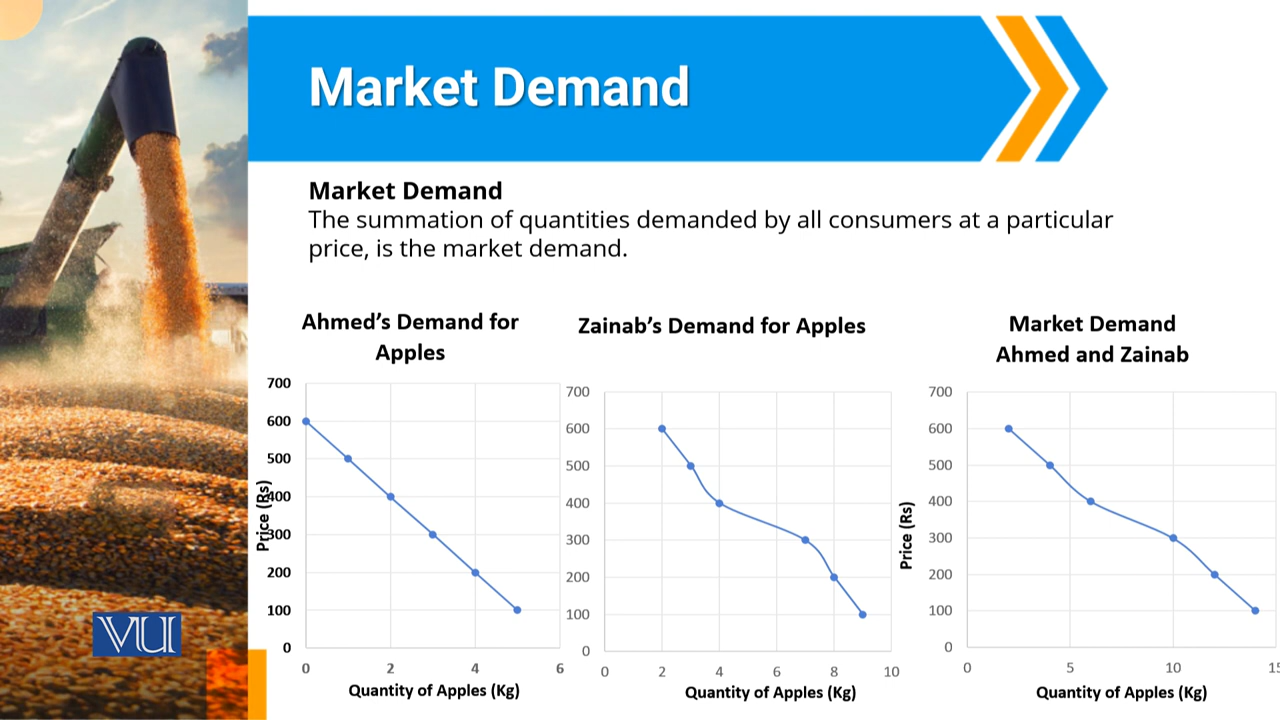 Market Demand
Market Demand
The summation of quantities demanded by all consumers at a particular
price, is the market demand.
Ahmed’s Demand for
Apples
700
600
500
400
300
200
100
0
0 2 4 6
Price (Rs)
Quantity of Apples (Kg)
Zainab’s Demand for Apples
700
600
500
400
300
200
100
0
0 2 4 6 8 10
Quantity of Apples (Kg)
Market Demand
Ahmed and Zainab
700
600
500
400
300
200
100
0
0 5 10 15
Price (Rs)
Quantity of Apples (Kg)
VU